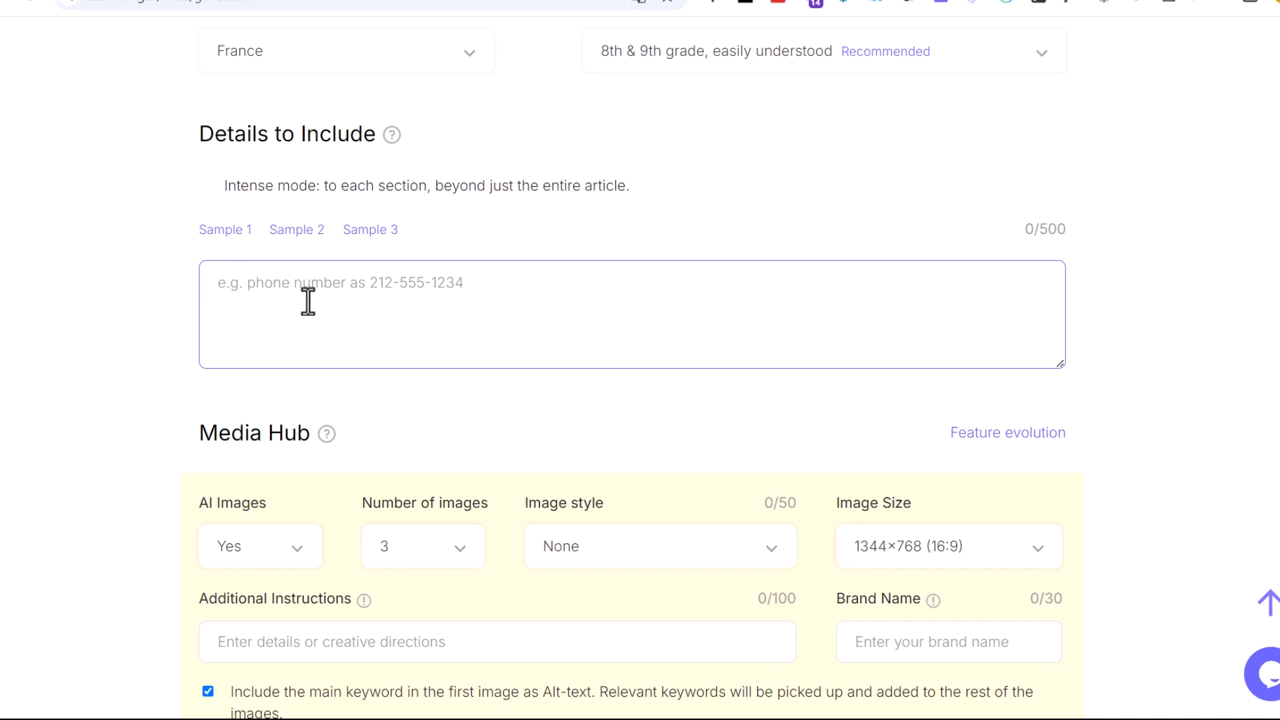 14
France
8th & 9th grade, easily understood Recommended
Details to Include
Intense mode: to each section, beyond just the entire article.
Sample 1 Sample 2 Sample 3 0/500
e.g. phone number as 212-555-1234
Media Hub Feature evolution
AI Images Number of images Image style 0/50 Image Size
Yes 3 None 1344×768 (16:9)
Additional Instructions 0/100 Brand Name 0/30
Enter details or creative directions Enter your brand name
Include the main keyword in the first image as Alt-text. Relevant keywords will be picked up and added to the rest of the
images.